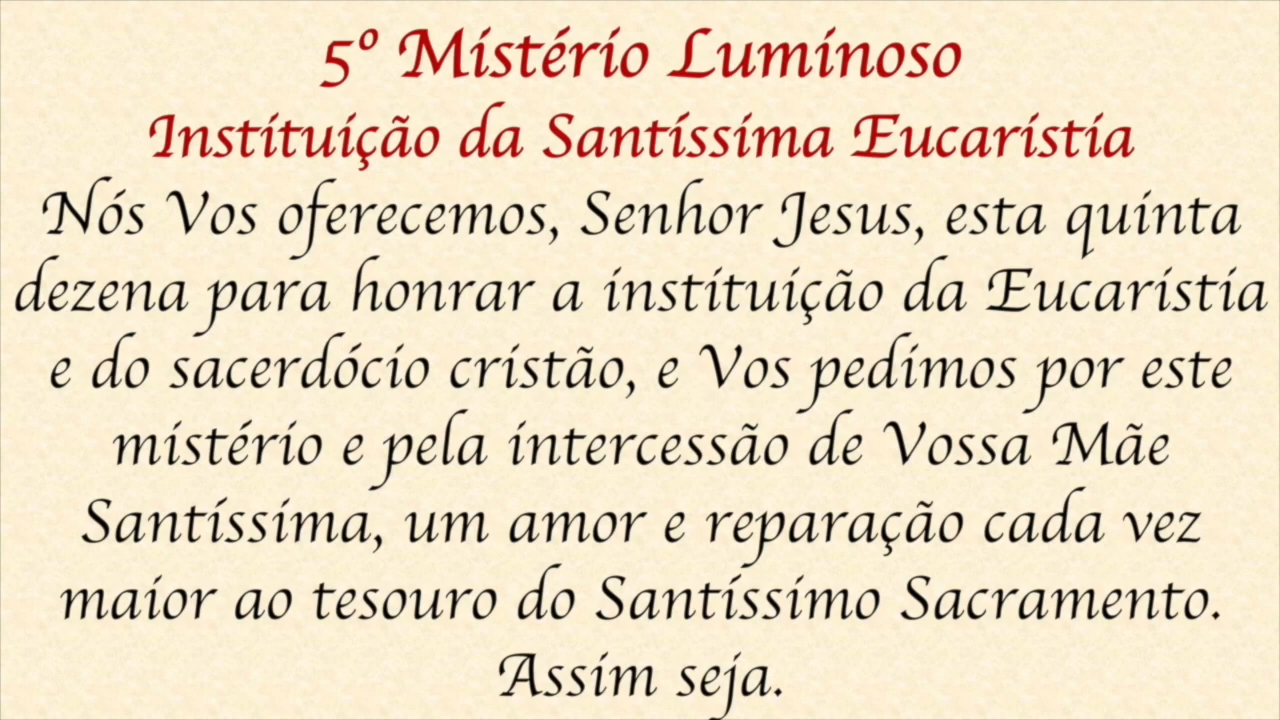 5º Mistério Luminoso
Instituição da Santíssima Eucaristia
Nós Vos oferecemos, Senhor Jesus, esta quinta
dezena para honrar a instituição da Eucaristia
e do sacerdócio cristão, e Vos pedimos por este
mistério e pela intercessão de Vossa Mãe
Santíssima, um amor e reparação cada vez
maior ao tesouro do Santíssimo Sacramento.
Assim seja.